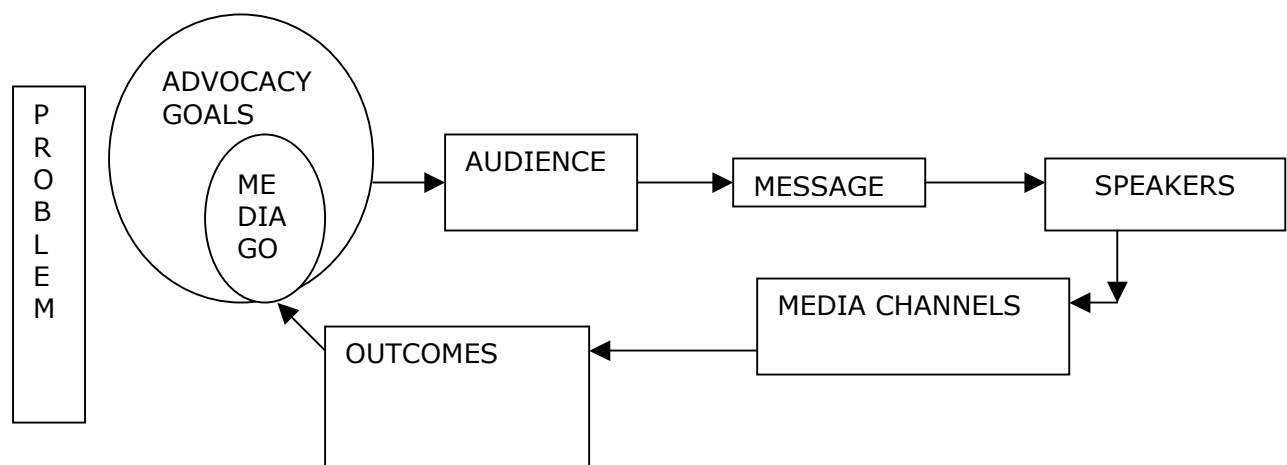 P
R
O
B
L
E
M
ADVOCACY
GOALS
ME
DIA
GO
AUDIENCE
MESSAGE
SPEAKERS
MEDIA CHANNELS
OUTCOMES